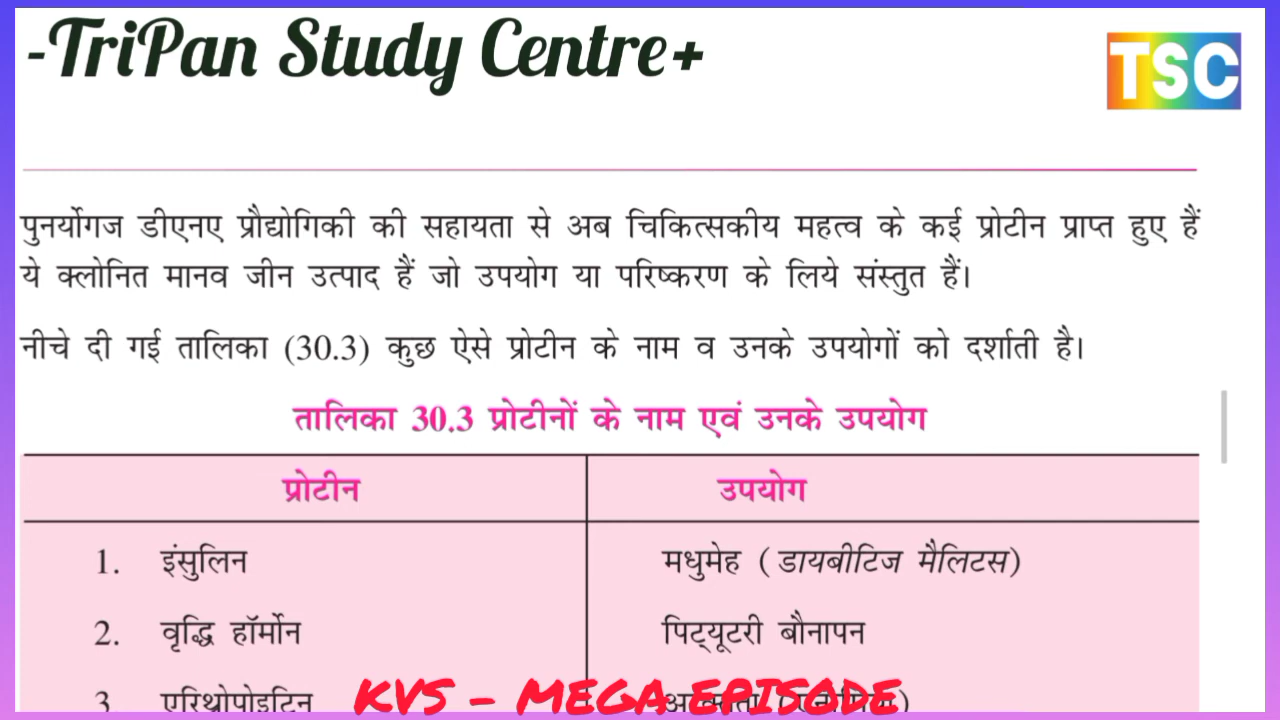 -TriPan Study Centre+
TSC
पुनर्योगज डीएनए प्रौद्योगिकी की सहायता से अब चिकित्सकीय महत्व के कई प्रोटीन प्राप्त हुए हैं
ये क्लोनित मानव जीन उत्पाद हैं जो उपयोग या परिष्करण के लिये संस्तुत हैं।
नीचे दी गई तालिका (30.3) कुछ ऐसे प्रोटीन के नाम व उनके उपयोगों को दर्शाती है।
तालिका 30.3 प्रोटीनों के नाम एवं उनके उपयोग
प्रोटीन उपयोग
1. इंसुलिन मधुमेह (डायबीटिज मैलिटस)
2. वृद्धि हॉर्मोन पिट्यूटरी बौनापन
3. एरिथ्रोपोइटिन
KVS - MEGA EPISODE